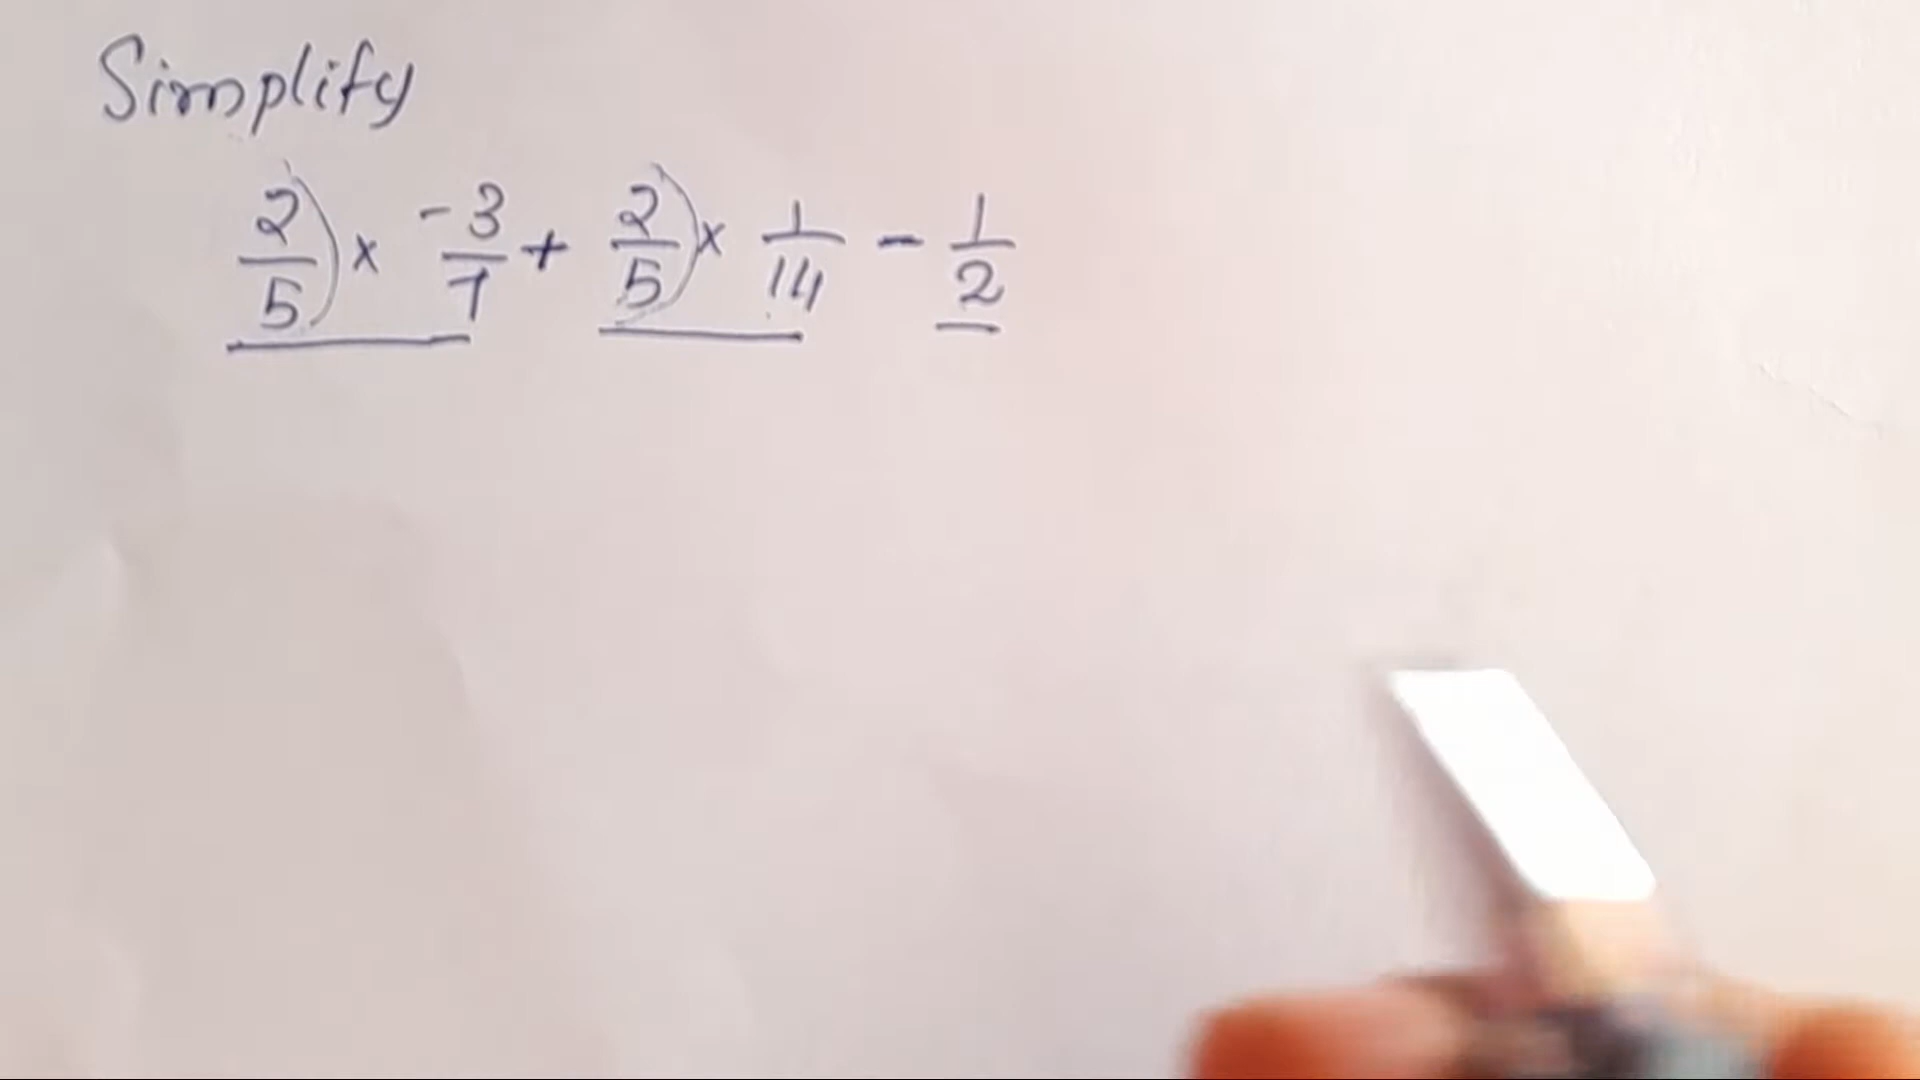 Simplify
2/5) × -3/7 + 2/5) × 1/14 - 1/2